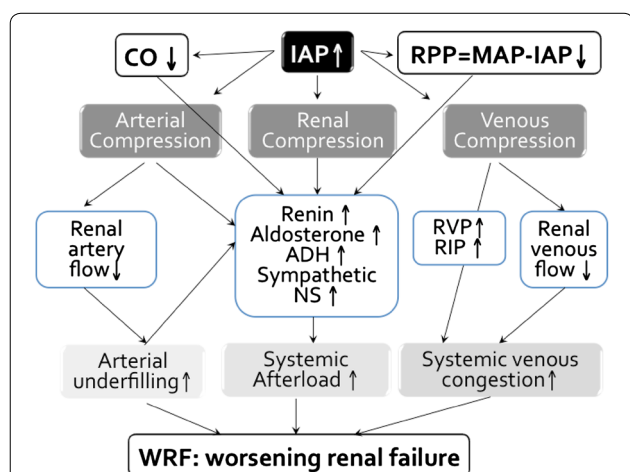 CO ↓
IAP ↑
RPP=MAP-IAP ↓
Arterial
Compression
Renal
Compression
Venous
Compression
Renal
artery
flow ↓
Renin ↑
Aldosterone ↑
ADH ↑
Sympathetic
NS ↑
RVP ↑
RIP ↑
Renal
venous
flow ↓
Arterial
underfilling ↑
Systemic
Afterload ↑
Systemic venous
congestion ↑
WRF: worsening renal failure